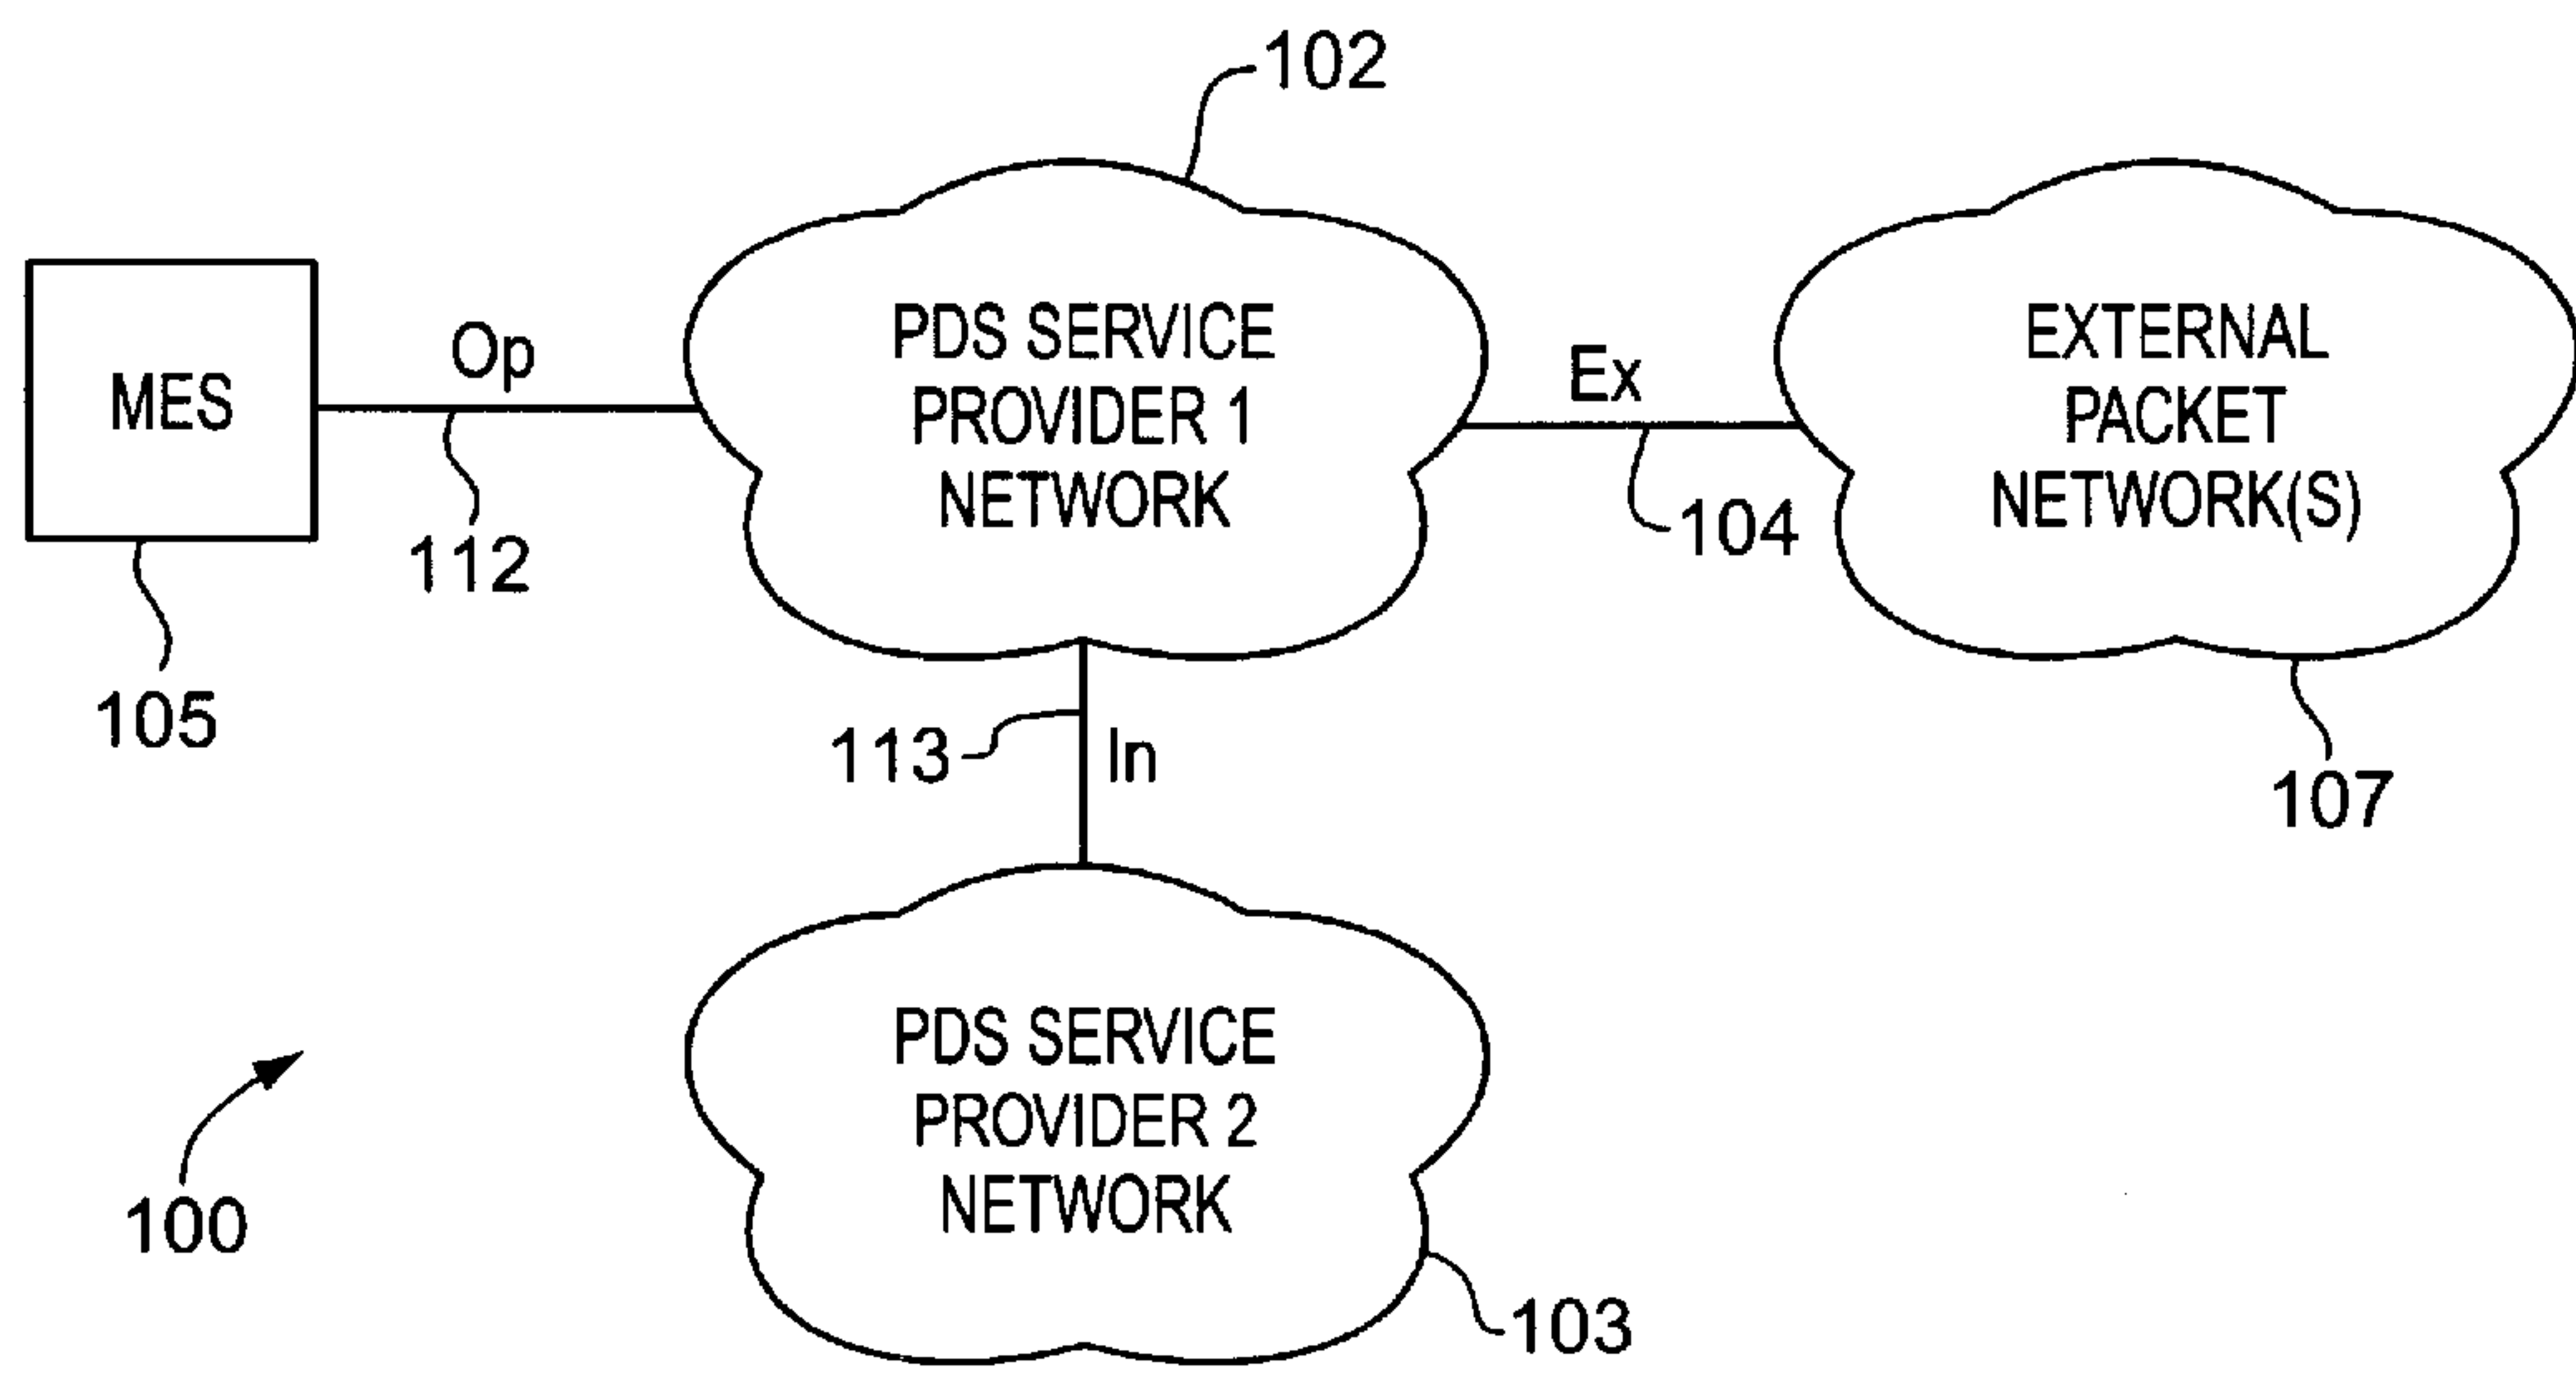 102
MES
Op
PDS SERVICE
PROVIDER 1
NETWORK
Ex
EXTERNAL
PACKET
NETWORK(S)
112
104
105
113
In
107
PDS SERVICE
PROVIDER 2
NETWORK
100
103